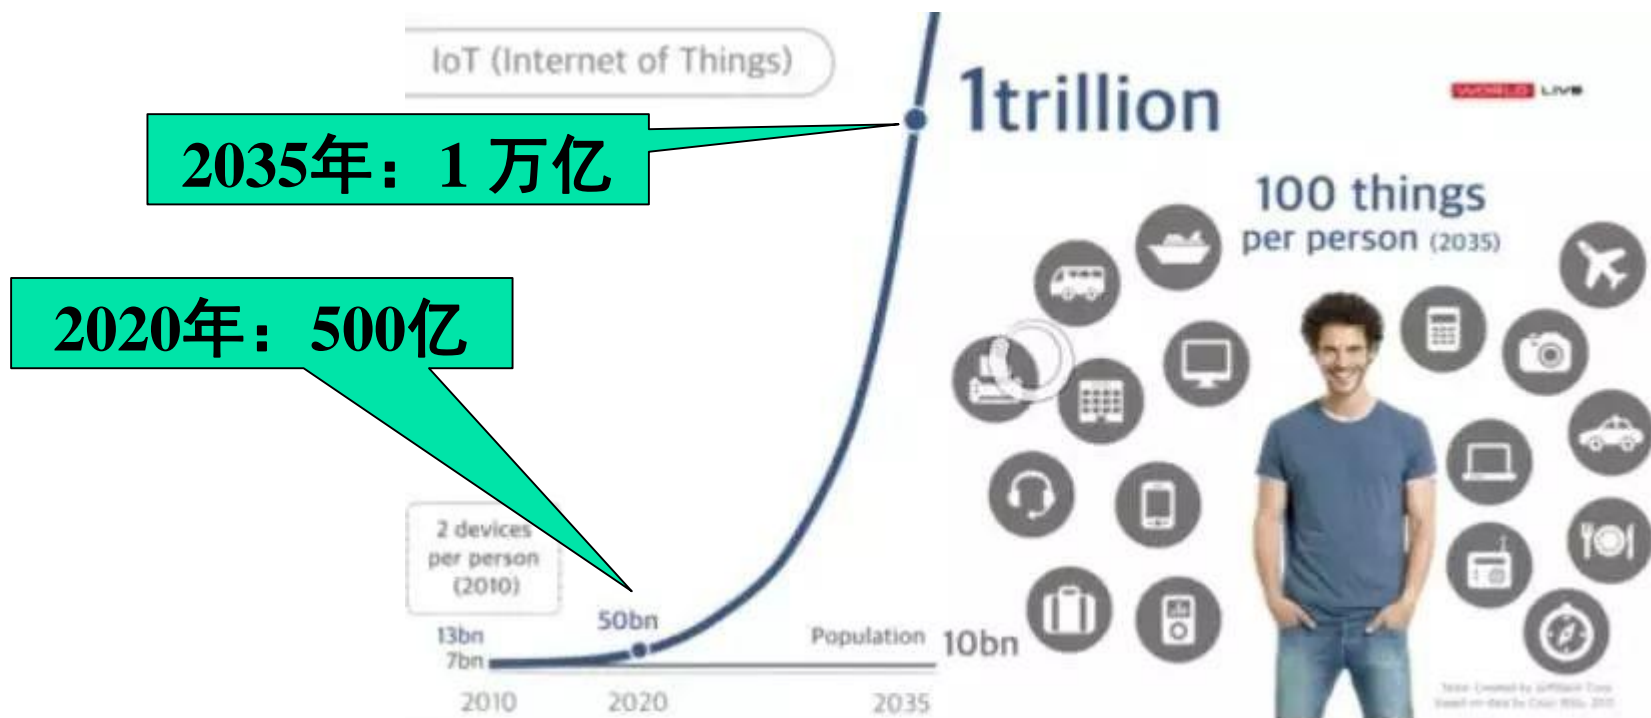 IoT (Internet of Things)
1trillion
WORLD LIVE
2035年：1 万亿
100 things
per person (2035)
2020年：500亿
2 devices
per person
(2010)
50bn
13bn
7bn
Population
10bn
2010
2020
2035